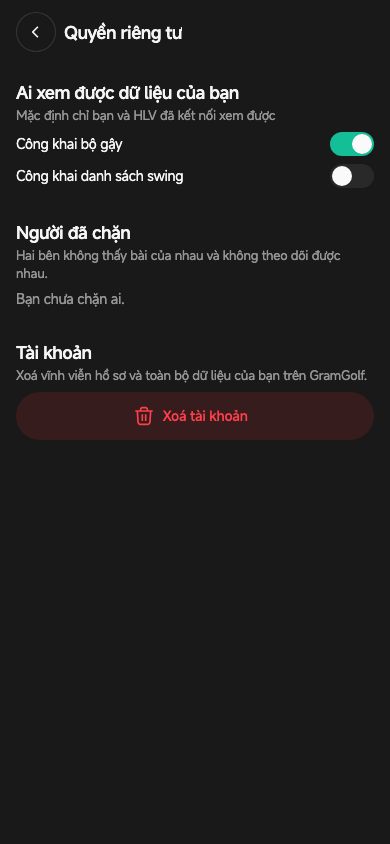 Quyền riêng tư
Ai xem được dữ liệu của bạn
Mặc định chỉ bạn và HLV đã kết nối xem được
Công khai bộ gậy
Công khai danh sách swing
Người đã chặn
Hai bên không thấy bài của nhau và không theo dõi được
nhau.
Bạn chưa chặn ai.
Tài khoản
Xoá vĩnh viễn hồ sơ và toàn bộ dữ liệu của bạn trên GramGolf.
Xoá tài khoản